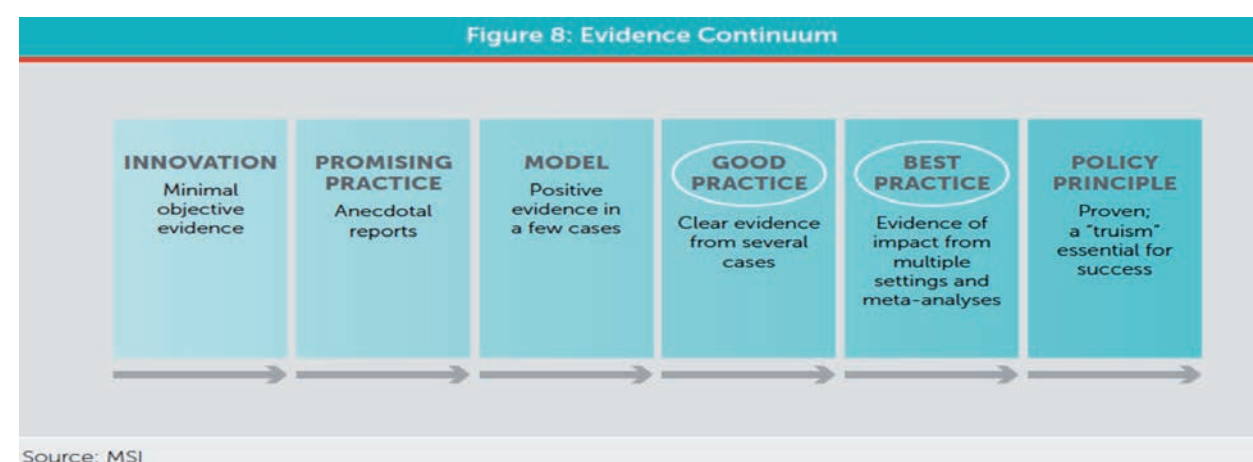 Figure 8: Evidence Continuum
INNOVATION
Minimal
objective
evidence
PROMISING
PRACTICE
Anecdotal
reports
MODEL
Positive
evidence in
a few cases
GOOD
PRACTICE
Clear evidence
from several
cases
BEST
PRACTICE
Evidence of
impact from
multiple
settings and
meta-analyses
POLICY
PRINCIPLE
Proven;
a "truism"
essential for
success
Source: MSI